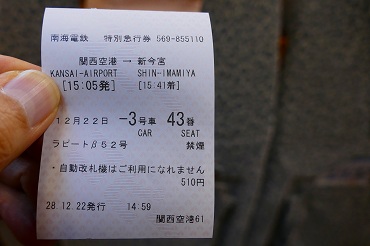 南海電鉄 特別急行券 569-855110
関西空港 → 新今宮
KANSAI-AIRPORT SHIN-IMAMIYA
[15:05発] [15:41着]
12月22日 -3号車 43番
CAR SEAT
ラピートβ52号 禁煙
・自動改札機はご利用になれません
510円
28.12.22発行 14:59
関西空港61